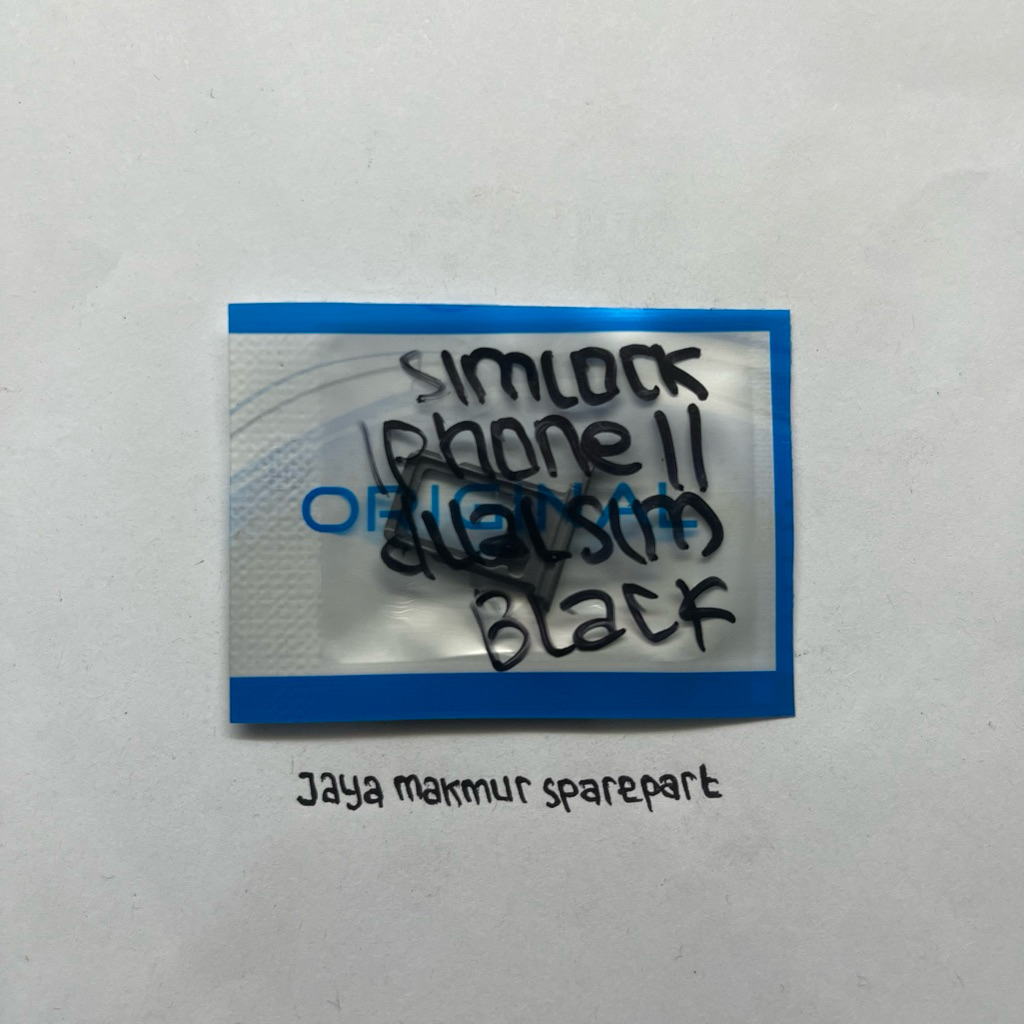 SIMLOCK
IPhone 11
ORIGINAL
dualsim
Black
Jaya makmur sparepart